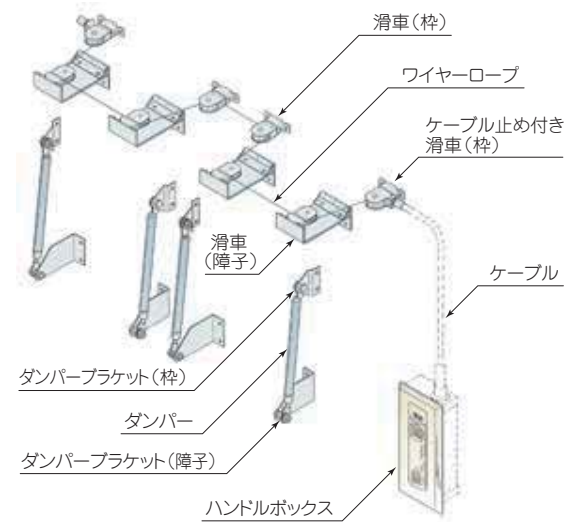 滑車（枠）
ワイヤーロープ
ケーブル止め付き
滑車（枠）
滑車
（障子）
ケーブル
ダンパーブラケット（枠）
ダンパー
ダンパーブラケット（障子）
ハンドルボックス